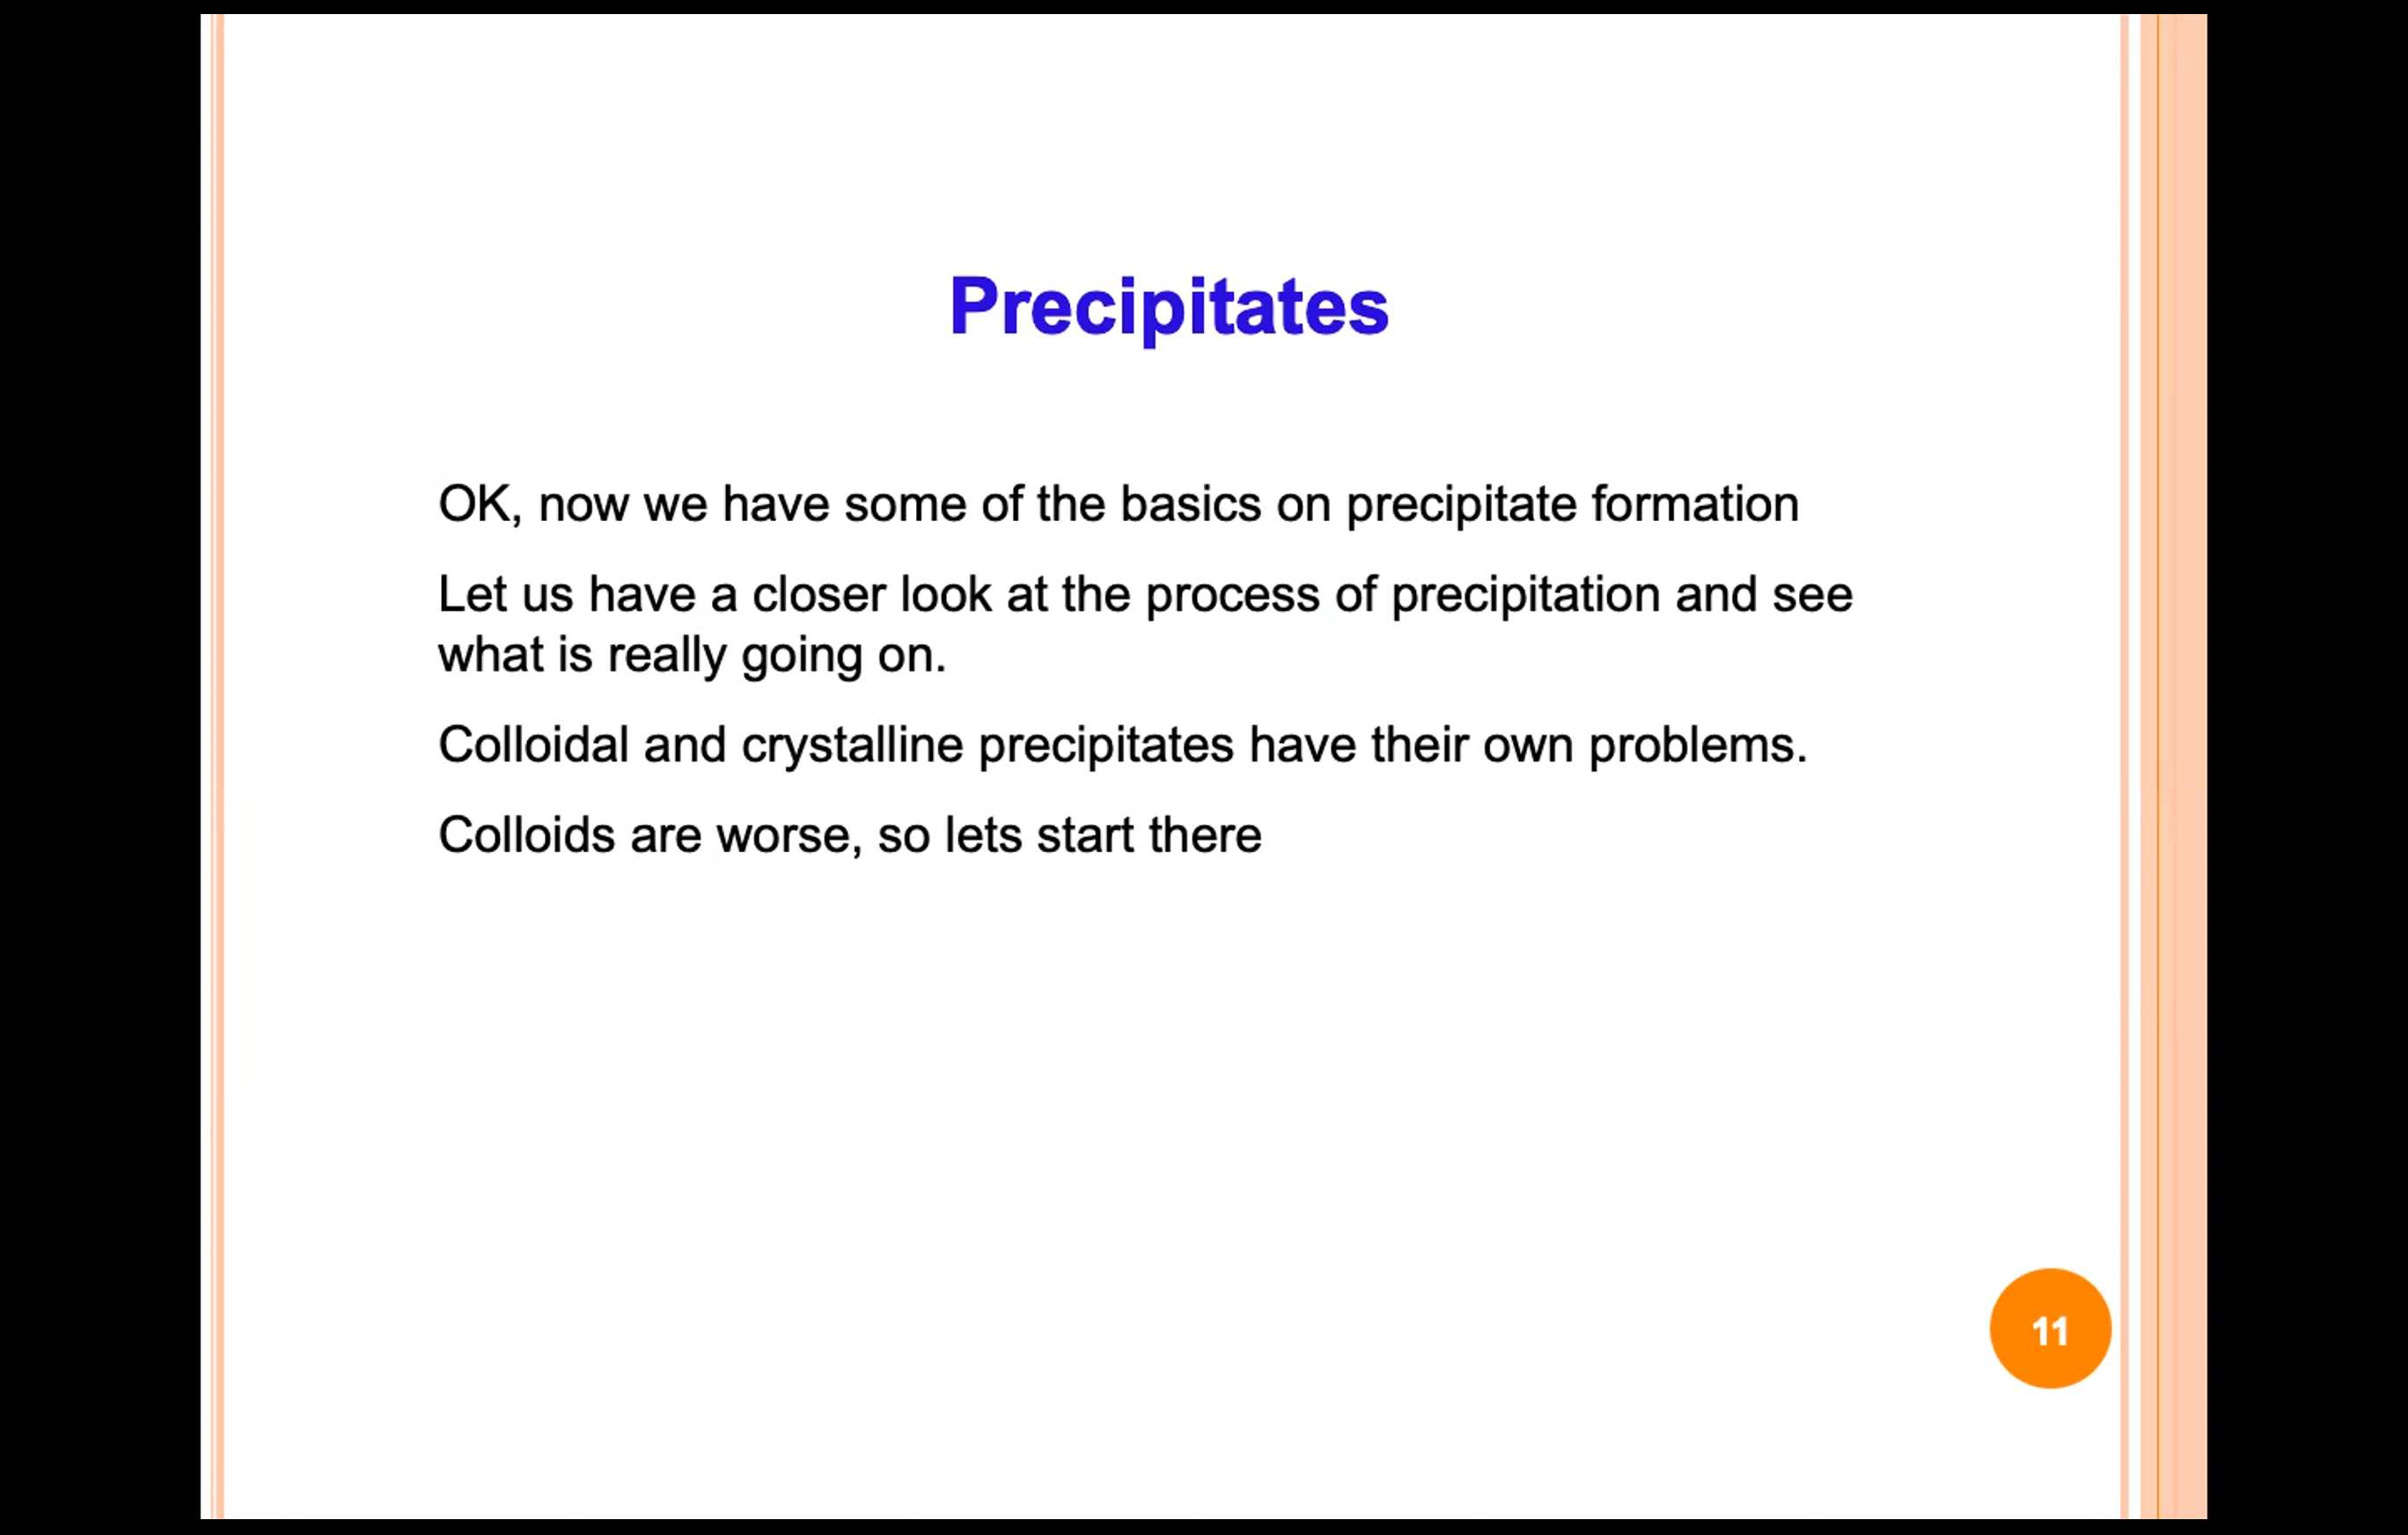 Precipitates
OK, now we have some of the basics on precipitate formation
Let us have a closer look at the process of precipitation and see
what is really going on.
Colloidal and crystalline precipitates have their own problems.
Colloids are worse, so lets start there
11